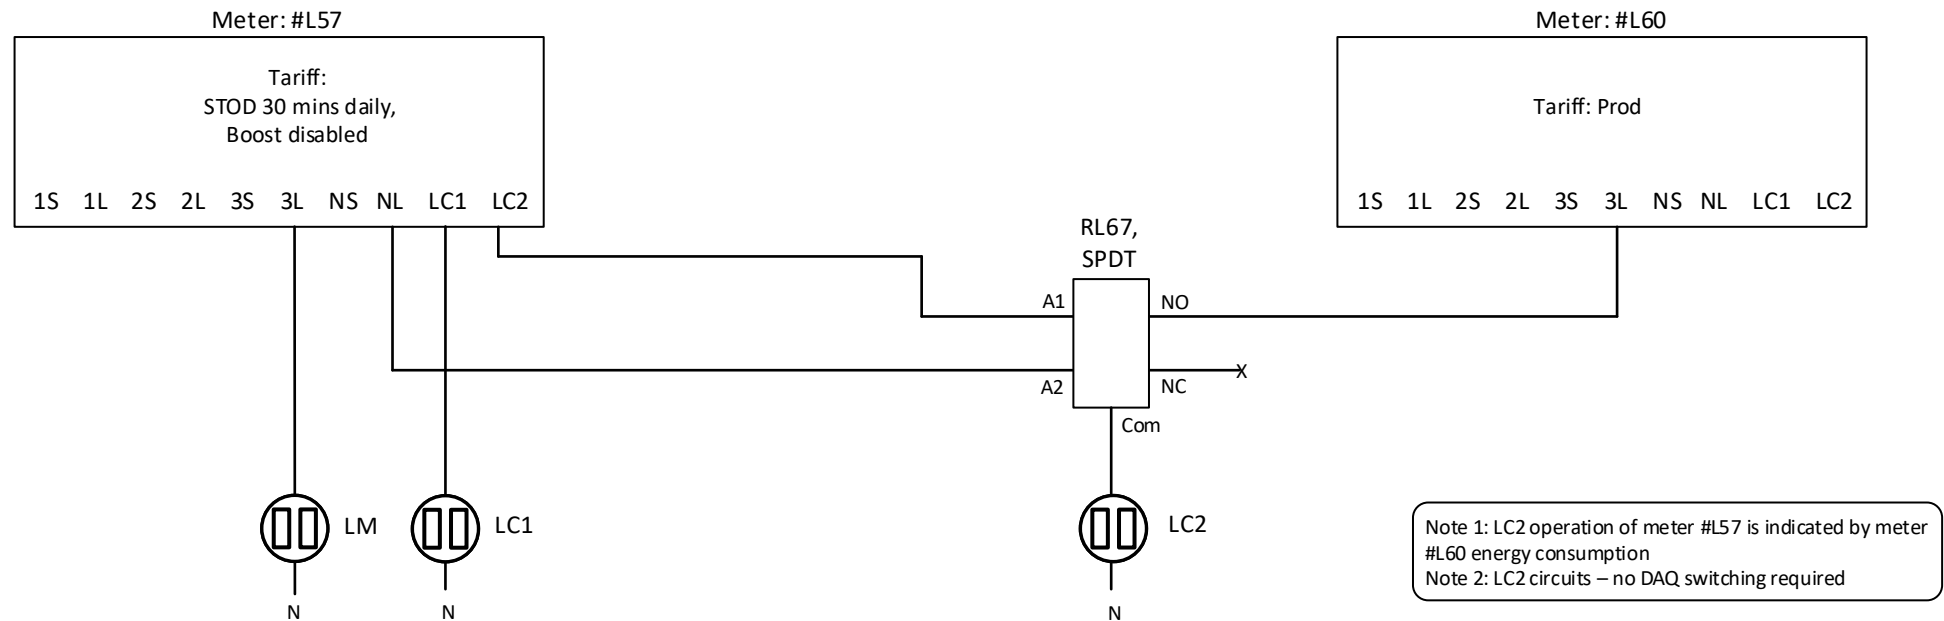 Meter: #L57
Tariff:
STOD 30 mins daily,
Boost disabled
1S 1L 2S 2L 3S 3L NS NL LC1 LC2
Meter: #L60
Tariff: Prod
1S 1L 2S 2L 3S 3L NS NL LC1 LC2
RL67,
SPDT
A1 NO
X
A2 NC
Com
LM LC1 LC2
N N N
Note 1: LC2 operation of meter #L57 is indicated by meter
#L60 energy consumption
Note 2: LC2 circuits – no DAQ switching required